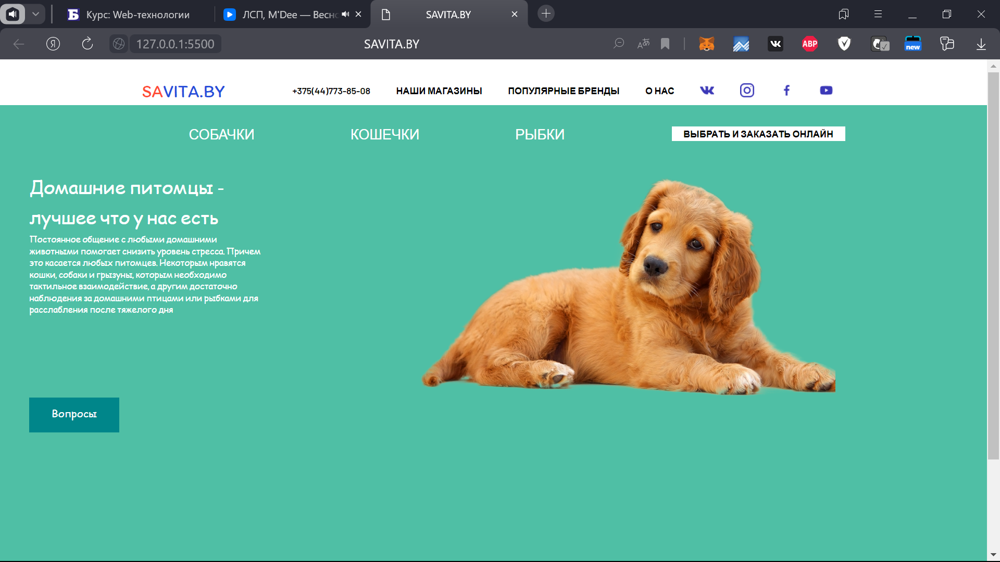 Курс: Web-технологии
ЛСП, M'Dee — Весно
SAVITA.BY
127.0.0.1:5500
SAVITA.BY
ABP
new
SAVITA.BY
+375(44)773-85-08
НАШИ МАГАЗИНЫ
ПОПУЛЯРНЫЕ БРЕНДЫ
О НАС
СОБАЧКИ
КОШЕЧКИ
РЫБКИ
ВЫБРАТЬ И ЗАКАЗАТЬ ОНЛАЙН
Домашние питомцы -
лучшее что у нас есть
Постоянное общение с любыми домашними
животными помогает снизить уровень стресса. Причем
это касается любых питомцев. Некоторым нравятся
кошки, собаки и грызуны, которым необходимо
тактильное взаимодействие, а другим достаточно
наблюдения за домашними птицами или рыбками для
расслабления после тяжелого дня
Вопросы